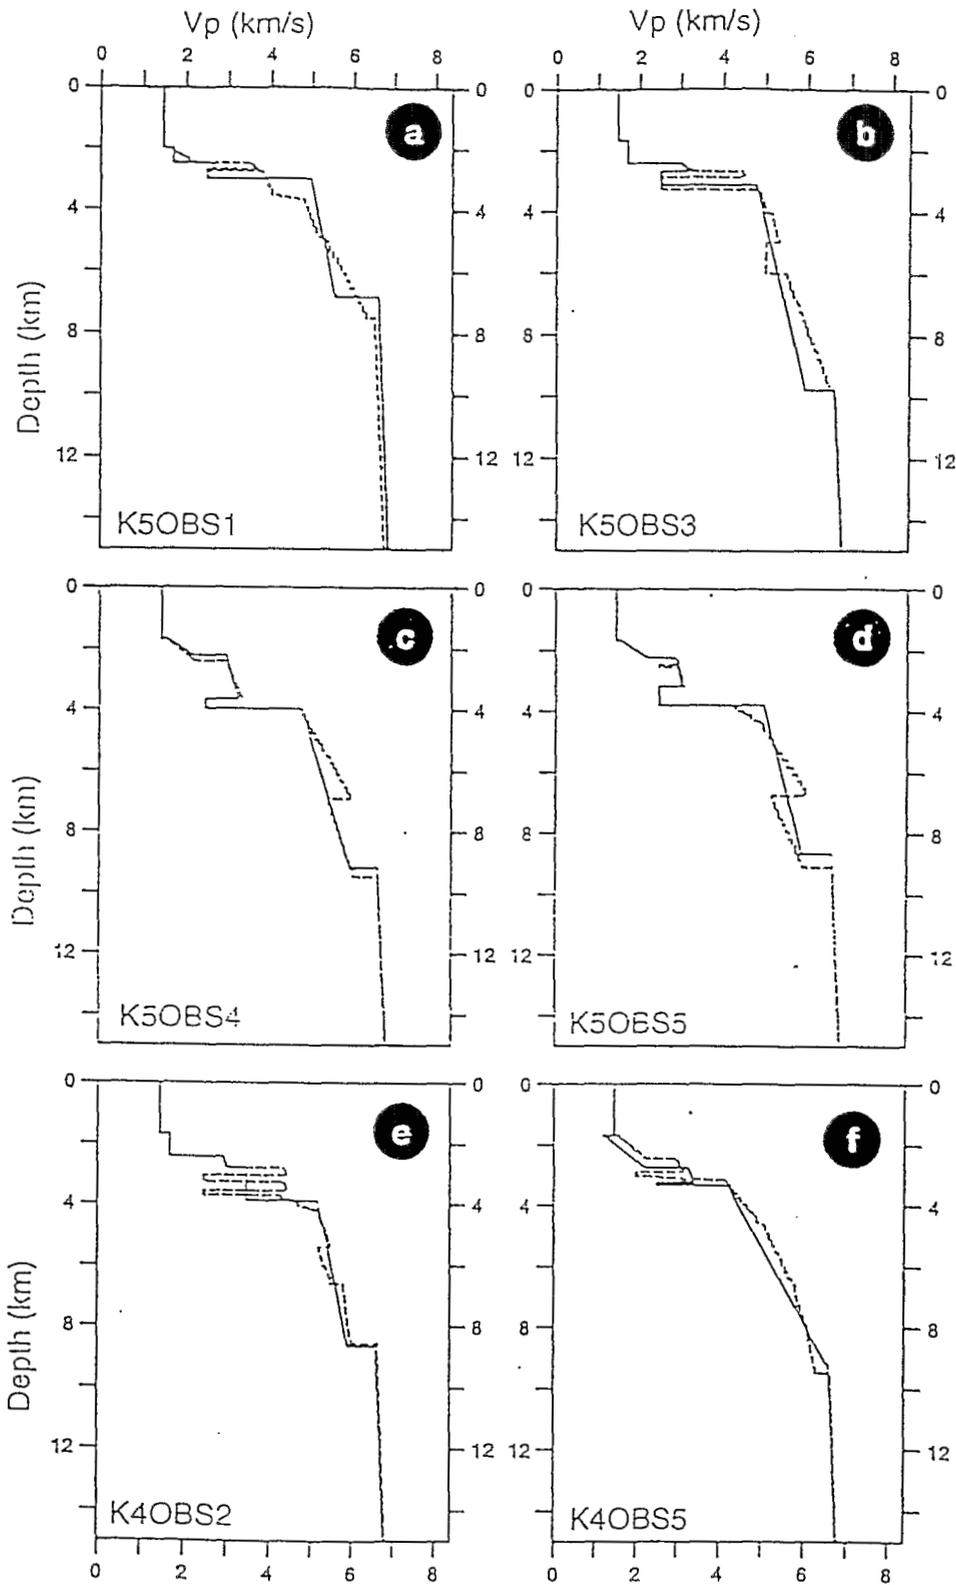 Vp (km/s) Vp (km/s)
0 2 4 6 8 0 2 4 6 8
0 0 0 0
a b
4 4 4 4
Depth (km)
8 8 8 8
12 12 12 12
K5OBS1 K5OBS3
0 0 0 0
c d
4 4 4 4
Depth (km)
8 8 8 8
12 12 12 12
K5OBS4 K5OBS5
0 0 0 0
e f
4 4 4 4
Depth (km)
8 8 8 8
12 12 12 12
K4OBS2 K4OBS5
0 2 4 6 8 0 2 4 6 8